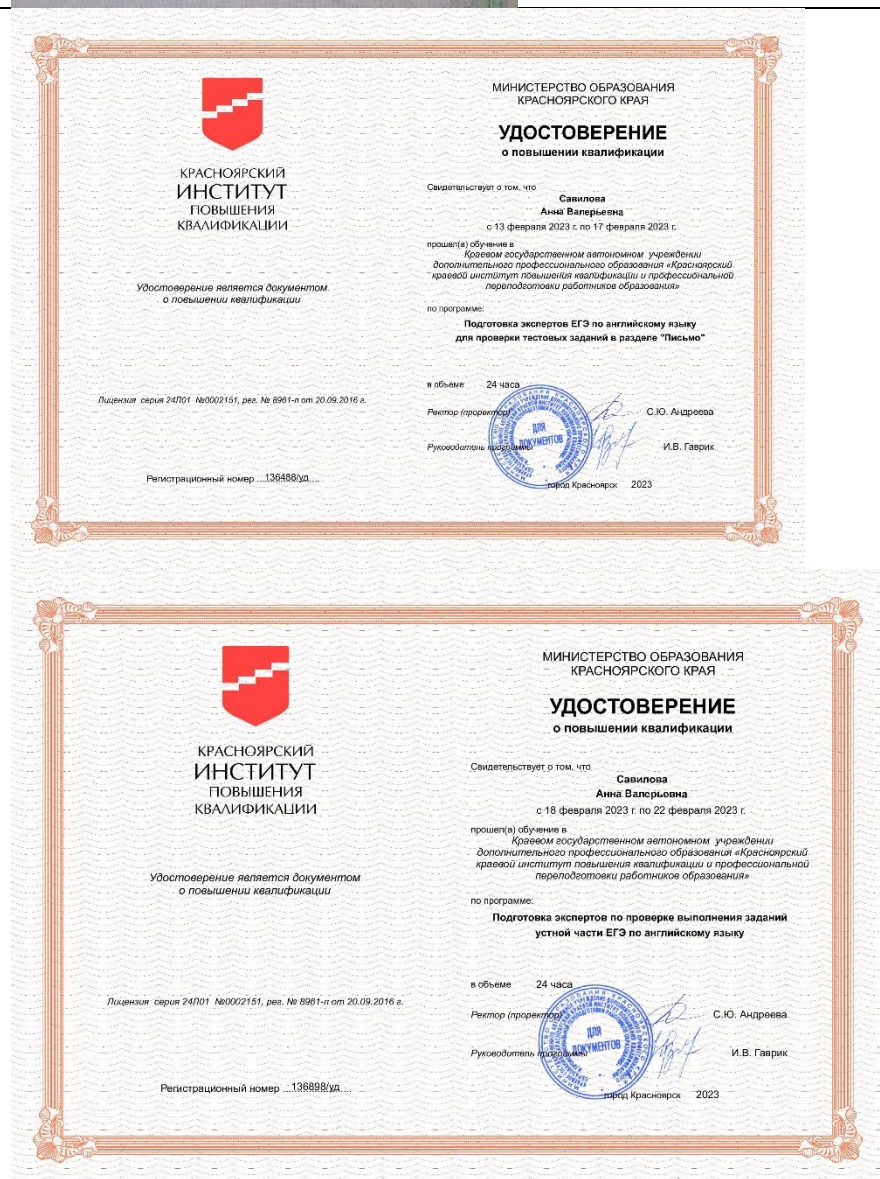 КРАСНОЯРСКИЙ
ИНСТИТУТ
ПОВЫШЕНИЯ
КВАЛИФИКАЦИИ
Удостоверение является документом
о повышении квалификации
Лицензия серия 24Л01 №0002151, рег. № 8961-л от 20.09.2016 г.
Регистрационный номер 136488/уд
МИНИСТЕРСТВО ОБРАЗОВАНИЯ
КРАСНОЯРСКОГО КРАЯ
УДОСТОВЕРЕНИЕ
о повышении квалификации
Свидетельствует о том, что
Савилова
Анна Валерьевна
с 13 февраля 2023 г. по 17 февраля 2023 г.
прошел(а) обучение в
Краевом государственном автономном учреждении
дополнительного профессионального образования «Красноярский
краевой институт повышения квалификации и профессиональной
переподготовки работников образования»
по программе:
Подготовка экспертов ЕГЭ по английскому языку
для проверки тестовых заданий в разделе "Письмо"
в объеме 24 часа
Ректор (проректор) С.Ю. Андреева
Руководитель программы И.В. Гаврик
ДЛЯ
ДОКУМЕНТОВ
город Красноярск 2023
КРАСНОЯРСКИЙ
ИНСТИТУТ
ПОВЫШЕНИЯ
КВАЛИФИКАЦИИ
Удостоверение является документом
о повышении квалификации
Лицензия серия 24Л01 №0002151, рег. № 8961-л от 20.09.2016 г.
Регистрационный номер 136898/уд
МИНИСТЕРСТВО ОБРАЗОВАНИЯ
КРАСНОЯРСКОГО КРАЯ
УДОСТОВЕРЕНИЕ
о повышении квалификации
Свидетельствует о том, что
Савилова
Анна Валерьевна
с 18 февраля 2023 г. по 22 февраля 2023 г.
прошел(а) обучение в
Краевом государственном автономном учреждении
дополнительного профессионального образования «Красноярский
краевой институт повышения квалификации и профессиональной
переподготовки работников образования»
по программе:
Подготовка экспертов по проверке выполнения заданий
устной части ЕГЭ по английскому языку
в объеме 24 часа
Ректор (проректор) С.Ю. Андреева
Руководитель программы И.В. Гаврик
ДЛЯ
ДОКУМЕНТОВ
город Красноярск 2023